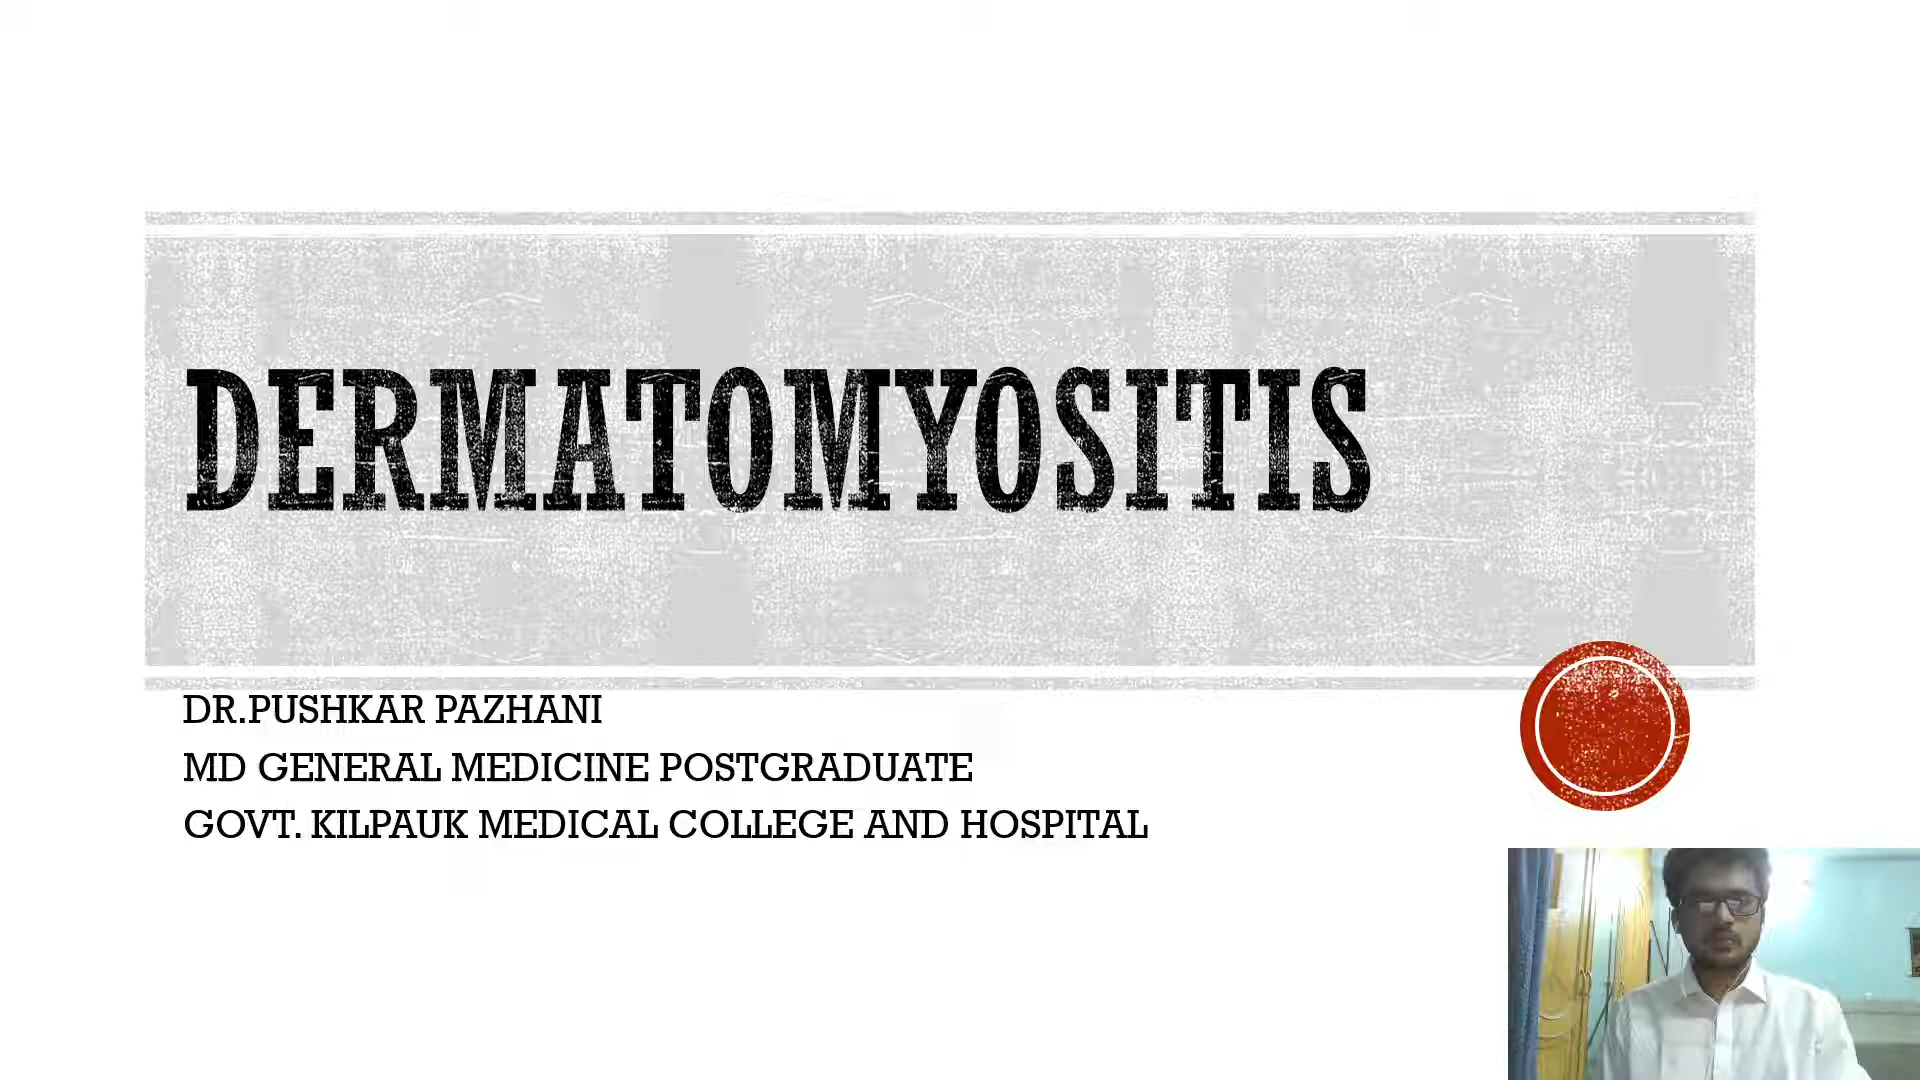 DERMATOMYOSITIS
DR.PUSHKAR PAZHANI
MD GENERAL MEDICINE POSTGRADUATE
GOVT. KILPAUK MEDICAL COLLEGE AND HOSPITAL